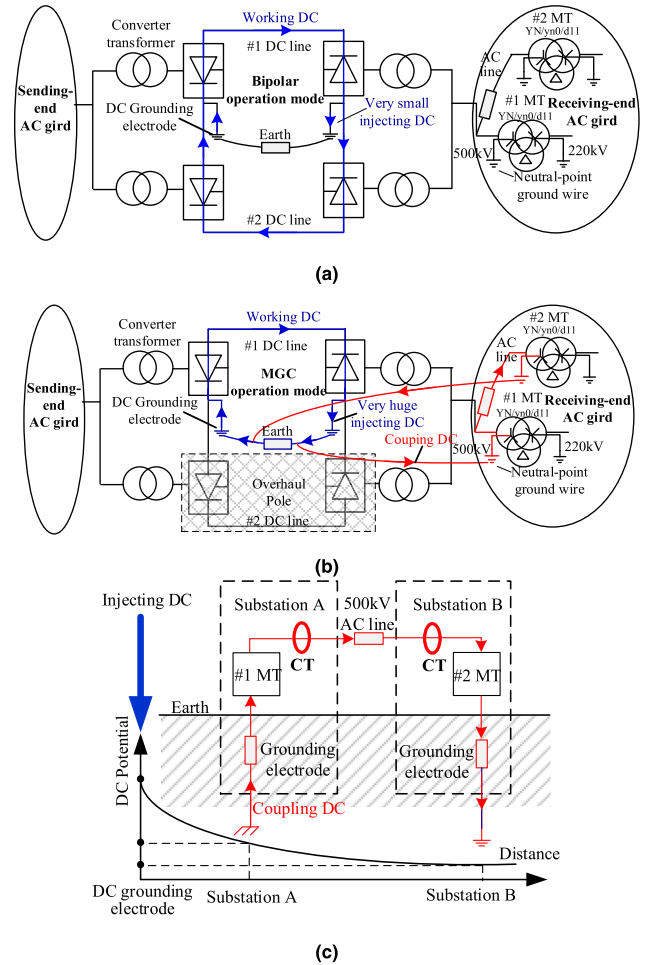 #2 MT
YN/yn0/d11
Converter
transformer
Working DC
#1 DC line
AC
line
Sending-
end
AC gird
Bipolar
operation mode
#1 MT
YN/yn0/d11
Receiving-end
AC gird
DC Grounding
electrode
Very small
injecting DC
Earth
500kV
220kV
Neutral-point
ground wire
#2 DC line
(a)
#2 MT
YN/yn0/d11
Converter
transformer
Working DC
#1 DC line
AC
line
Sending-
end
AC gird
MGC
operation mode
#1 MT
YN/yn0/d11
Receiving-end
AC gird
DC Grounding
electrode
Very huge
injecting DC
Earth
Couping DC
500kV
220kV
Neutral-point
ground wire
Overhaul
Pole
#2 DC line
(b)
Injecting DC
Substation A
500kV
AC line
Substation B
CT
CT
#1 MT
#2 MT
Earth
DC Potential
Grounding
electrode
Grounding
electrode
Coupling DC
Distance
DC grounding
electrode
Substation A
Substation B
(c)